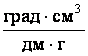 град · см³
дм · г